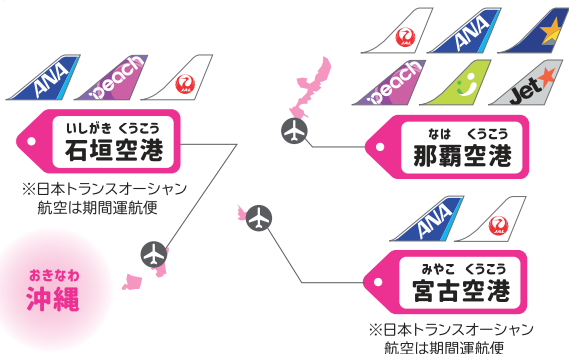 JAL
ANA
ANA
peach
JAL
peach
Jet
いしがき くうこう
石垣空港
※日本トランスオーシャン
航空は期間運航便
なは くうこう
那覇空港
おきなわ
沖縄
ANA
JAL
みやこ くうこう
宮古空港
※日本トランスオーシャン
航空は期間運航便